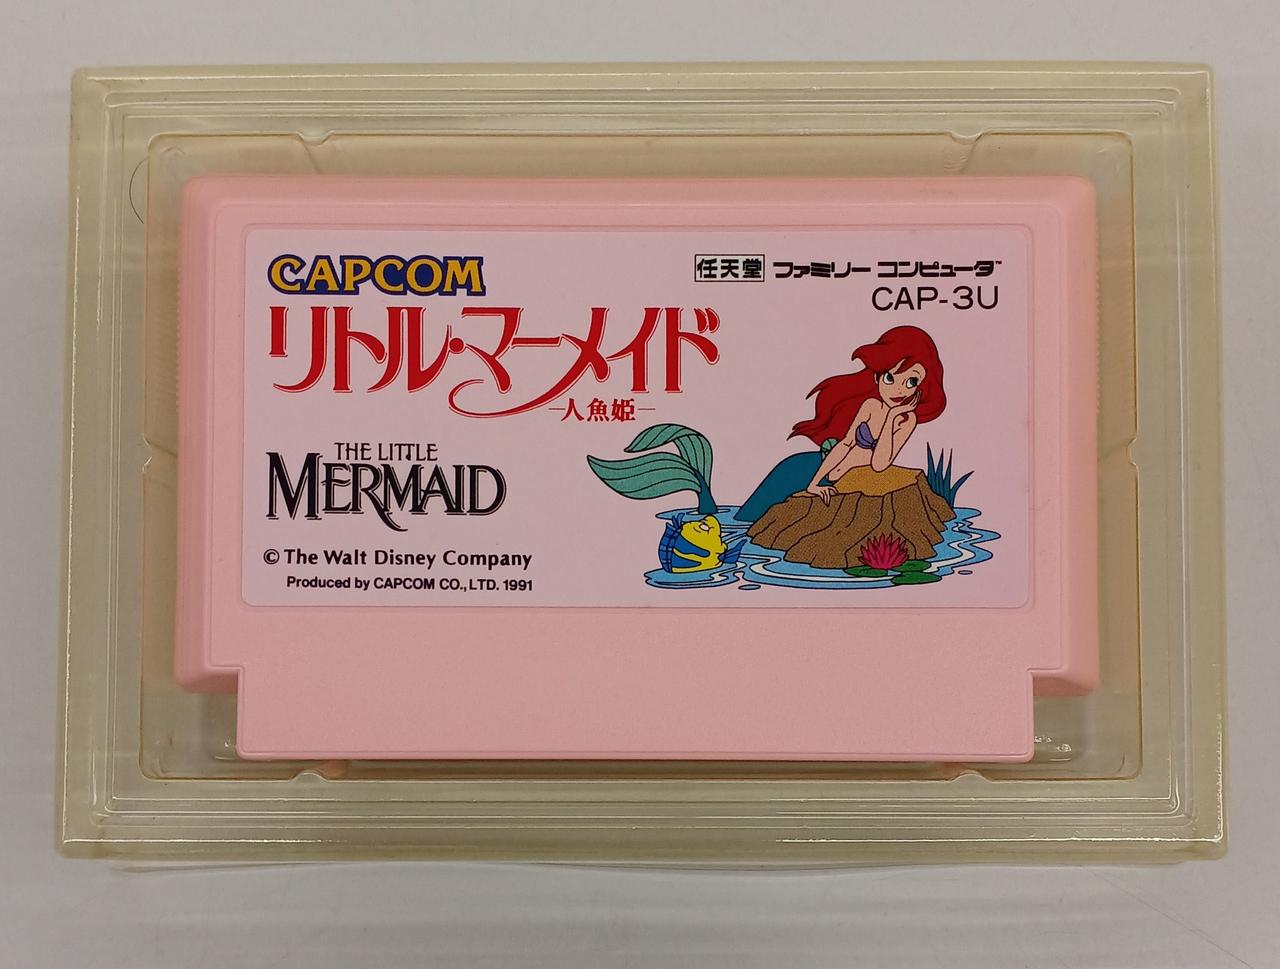 CAPCOM
任天堂 ファミリー コンピュータ™
CAP-3U
リトル・マーメイド
―人魚姫―
THE LITTLE
MERMAID
© The Walt Disney Company
Produced by CAPCOM CO., LTD. 1991